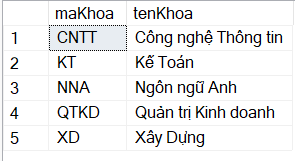 maKhoa tenKhoa
1 CNTT Công nghệ Thông tin
2 KT Kế Toán
3 NNA Ngôn ngữ Anh
4 QTKD Quản trị Kinh doanh
5 XD Xây Dựng